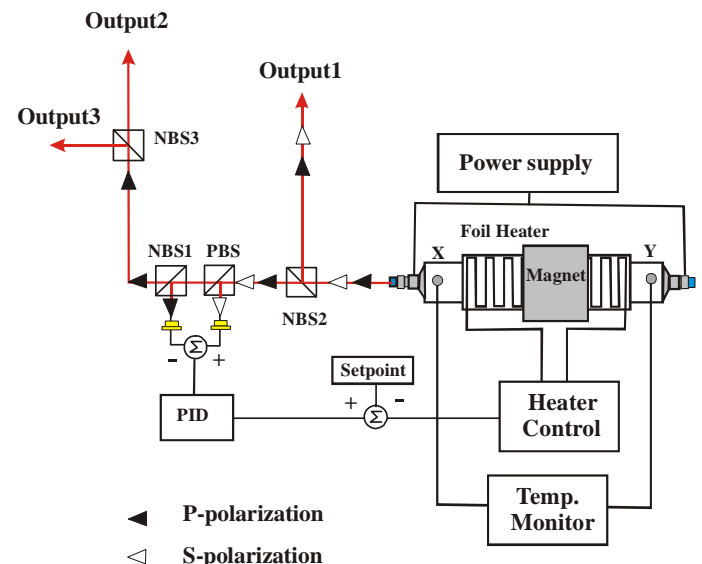 Output2
Output1
Output3
NBS3
Power supply
Foil Heater
X
Y
NBS1
PBS
Magnet
NBS2
Σ
-
+
Setpoint
+
-
Σ
PID
Heater
Control
Temp.
Monitor
P-polarization
S-polarization